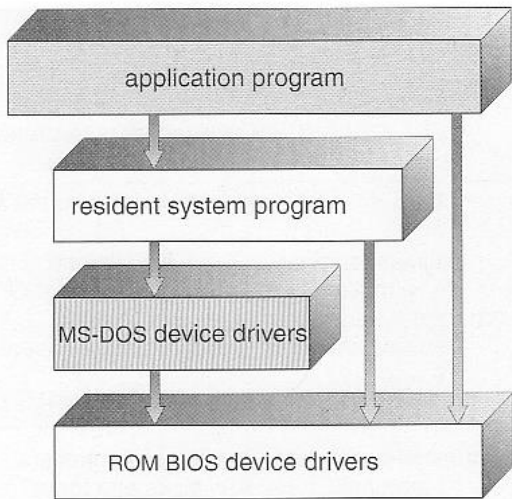 application program
resident system program
MS-DOS device drivers
ROM BIOS device drivers